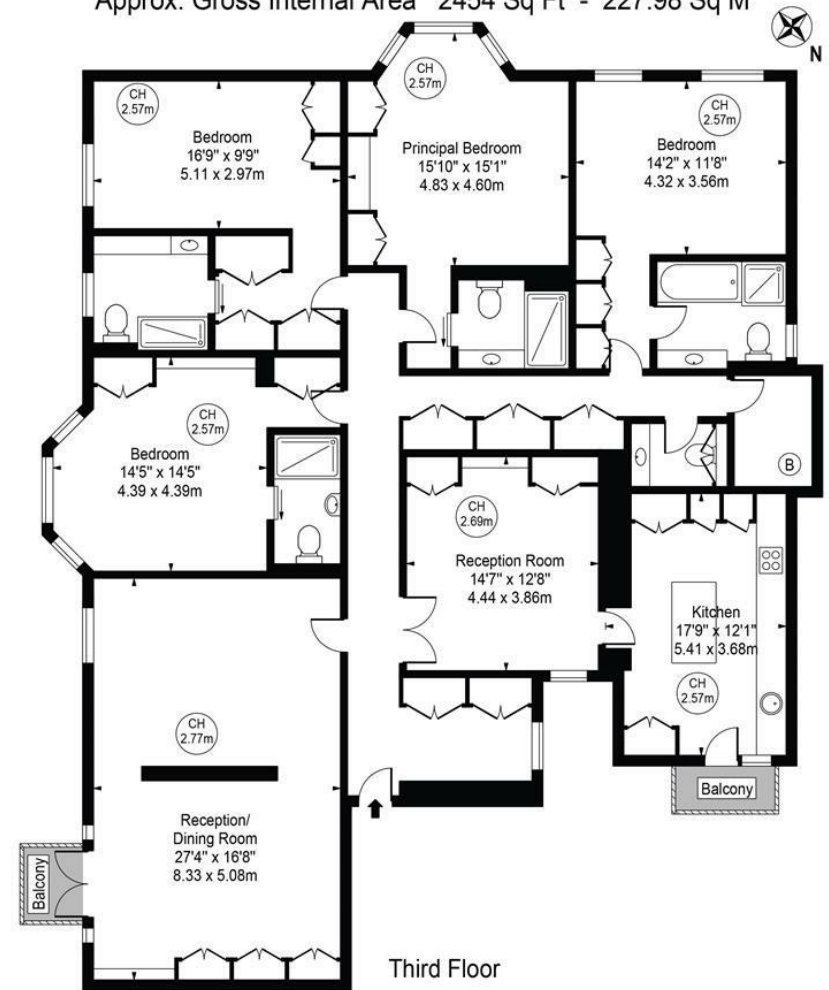 Approx. Gross Internal Area 2454 Sq Ft - 227.98 Sq M
N
CH
2.57m
Bedroom
16'9" x 9'9"
5.11 x 2.97m
CH
2.57m
Principal Bedroom
15'10" x 15'1"
4.83 x 4.60m
CH
2.57m
Bedroom
14'2" x 11'8"
4.32 x 3.56m
CH
2.57m
Bedroom
14'5" x 14'5"
4.39 x 4.39m
B
CH
2.69m
Reception Room
14'7" x 12'8"
4.44 x 3.86m
Kitchen
17'9" x 12'1"
5.41 x 3.68m
CH
2.57m
Balcony
CH
2.77m
Reception/
Dining Room
27'4" x 16'8"
8.33 x 5.08m
Balcony
Third Floor